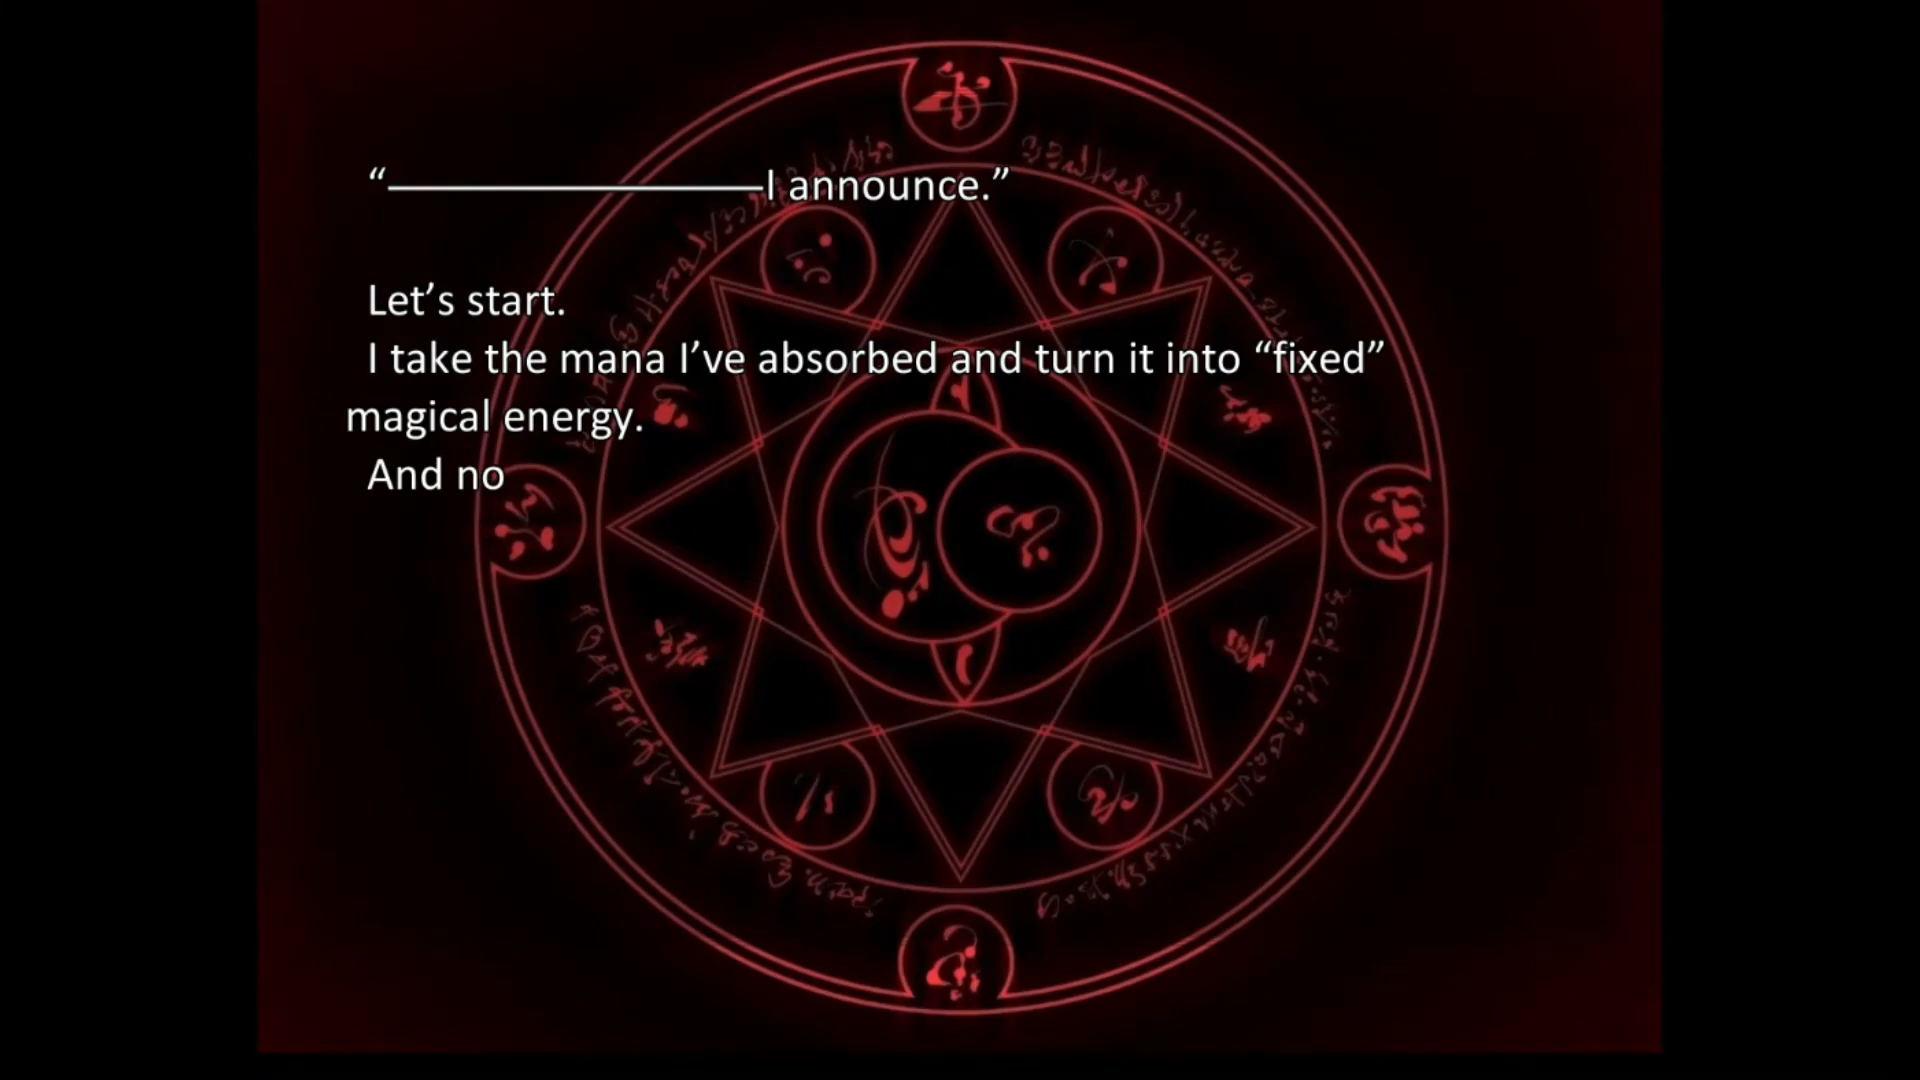 “―――――――――I announce.”
Let’s start.
I take the mana I’ve absorbed and turn it into “fixed”
magical energy.
And no